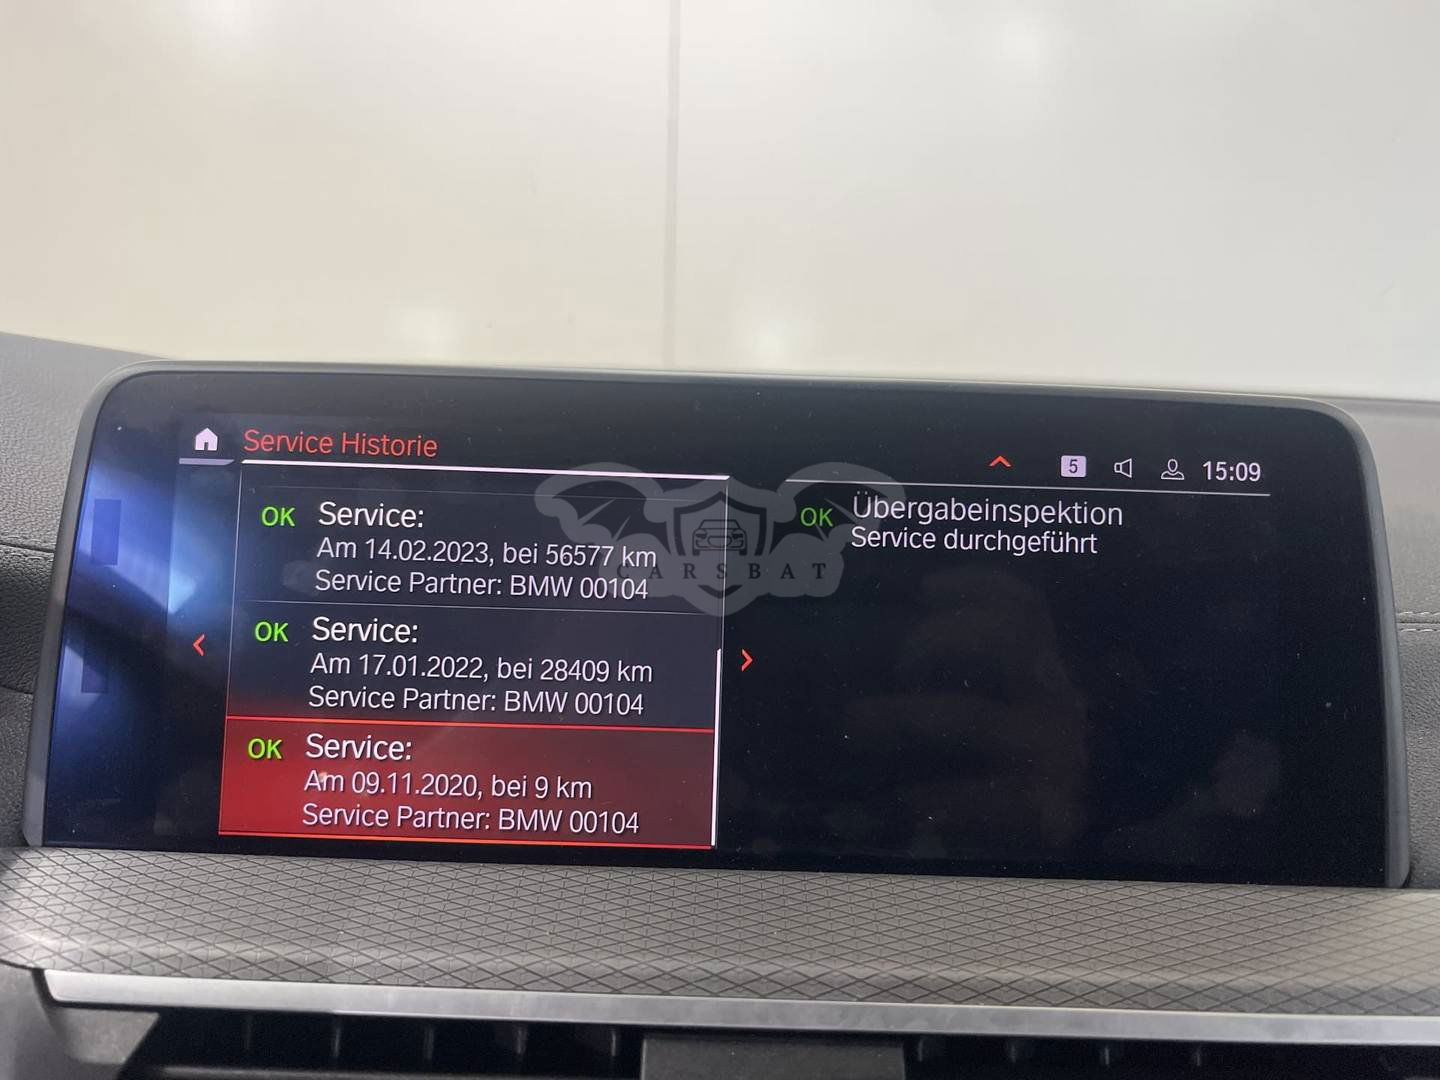 Service Historie
5
15:09
OK Service:
Am 14.02.2023, bei 56577 km
Service Partner: BMW 00104
OK Service:
Am 17.01.2022, bei 28409 km
Service Partner: BMW 00104
OK Service:
Am 09.11.2020, bei 9 km
Service Partner: BMW 00104
OK Übergabeinspektion
Service durchgeführt
CARSBAT